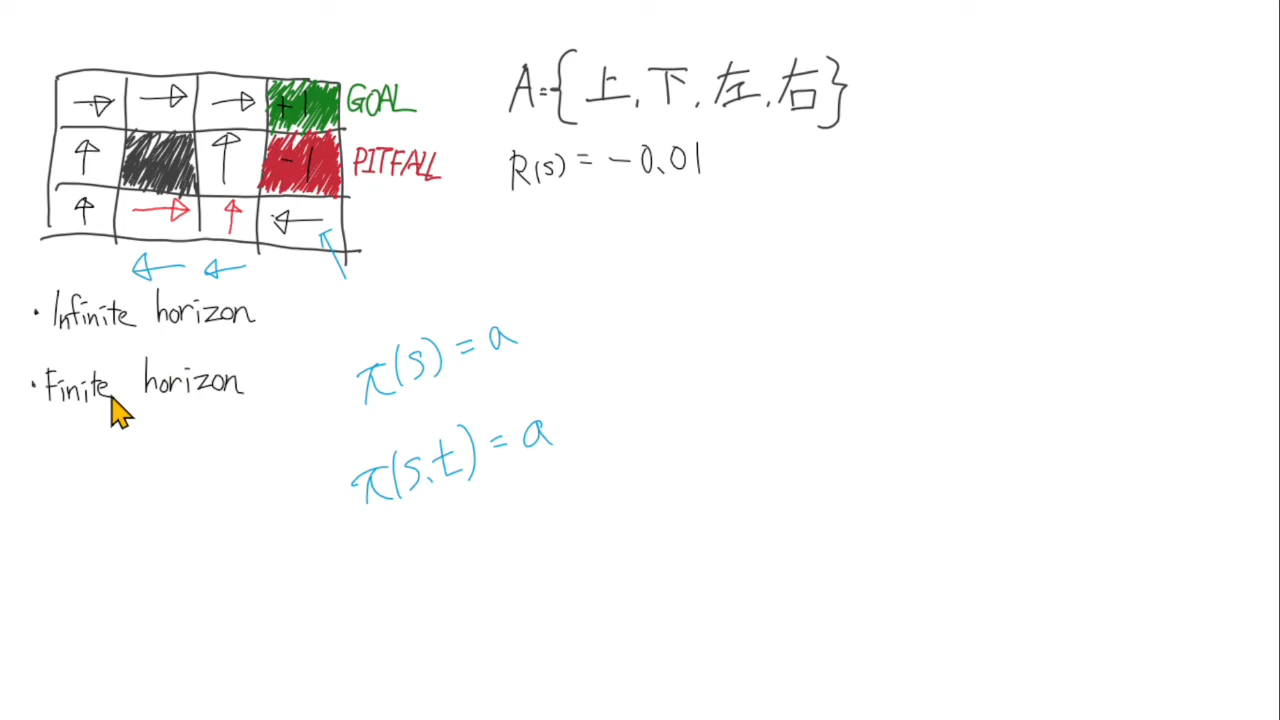 +1 GOAL
-1 PITFALL
A={上,下,左,右}
R(s) = -0.01
· Infinite horizon
· Finite horizon
π(s) = a
π(s,t) = a